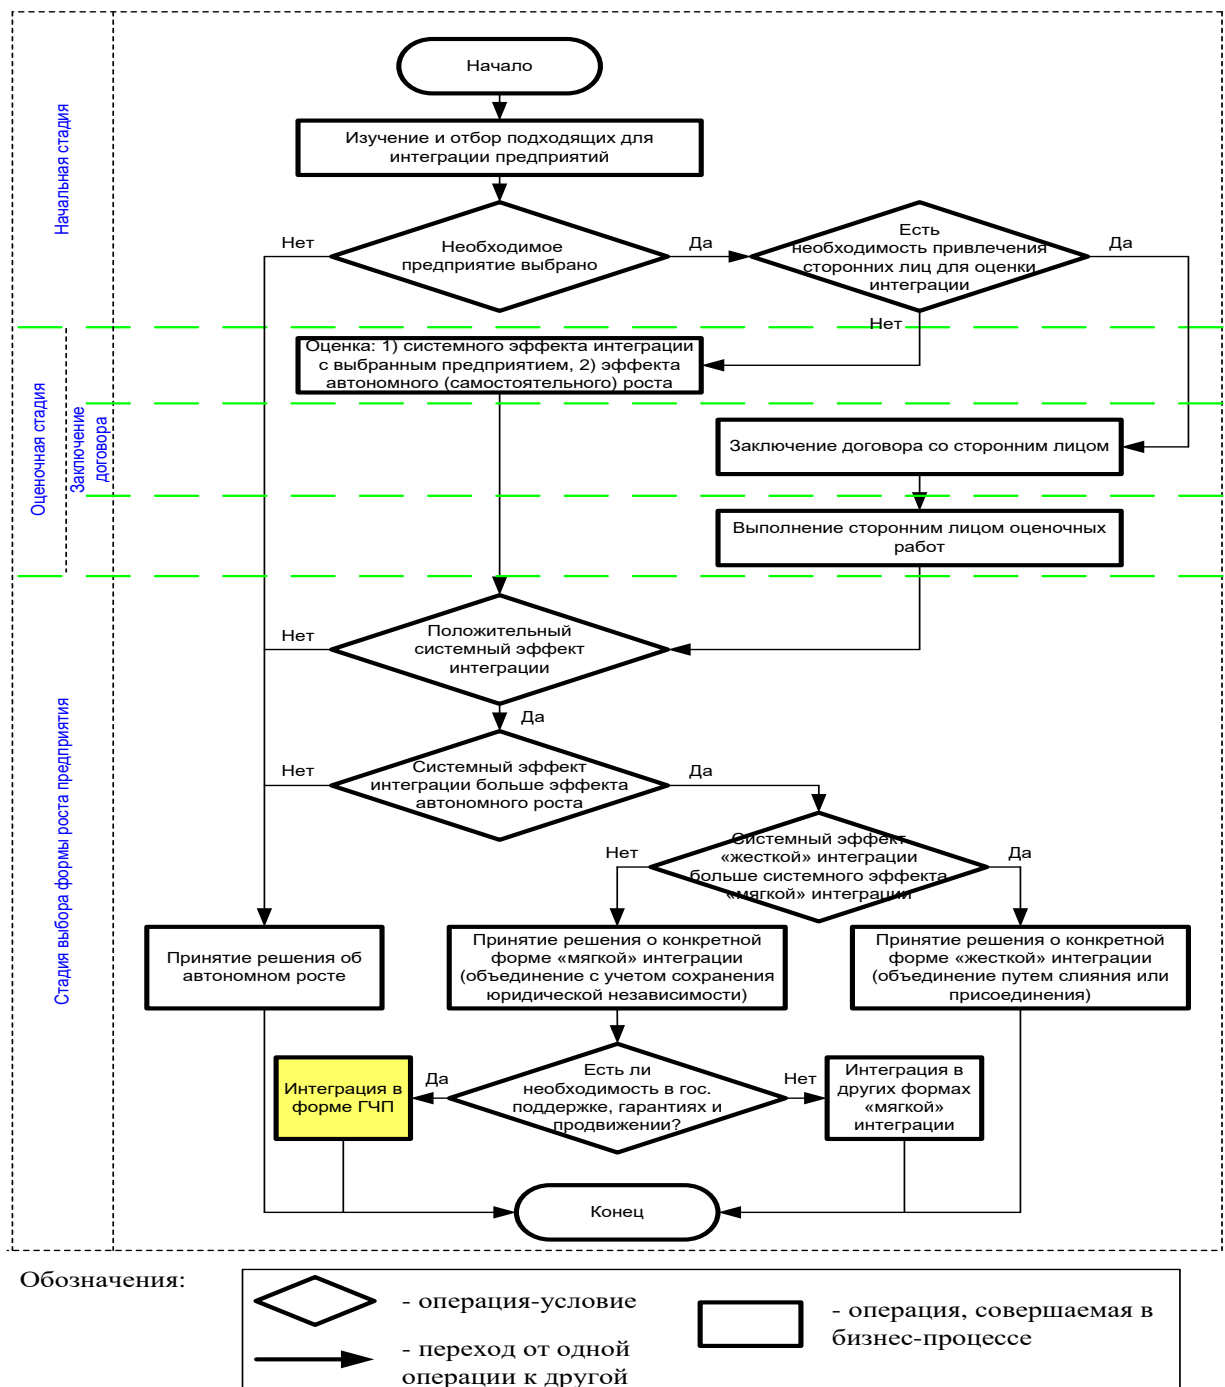 Начало
Начальная стадия
Изучение и отбор подходящих для
интеграции предприятий
Нет
Необходимое
предприятие выбрано
Да
Есть
необходимость привлечения
сторонних лиц для оценки
интеграции
Да
Нет
Оценочная стадия
Заключение
договора
Оценка: 1) системного эффекта интеграции
с выбранным предприятием, 2) эффекта
автономного (самостоятельного) роста
Заключение договора со сторонним лицом
Выполнение сторонним лицом оценочных
работ
Стадия выбора формы роста предприятия
Нет
Положительный
системный эффект
интеграции
Да
Нет
Системный эффект
интеграции больше эффекта
автономного роста
Да
Нет
Системный эффект
«жесткой» интеграции
больше системного эффекта
«мягкой» интеграции
Да
Принятие решения об
автономном росте
Принятие решения о конкретной
форме «мягкой» интеграции
(объединение с учетом сохранения
юридической независимости)
Принятие решения о конкретной
форме «жесткой» интеграции
(объединение путем слияния или
присоединения)
Интеграция в
форме ГЧП
Да
Есть ли
необходимость в гос.
поддержке, гарантиях и
продвижении?
Нет
Интеграция в
других формах
«мягкой»
интеграции
Конец
Обозначения:
- операция-условие
- переход от одной
операции к другой
- операция, совершаемая в
бизнес-процессе